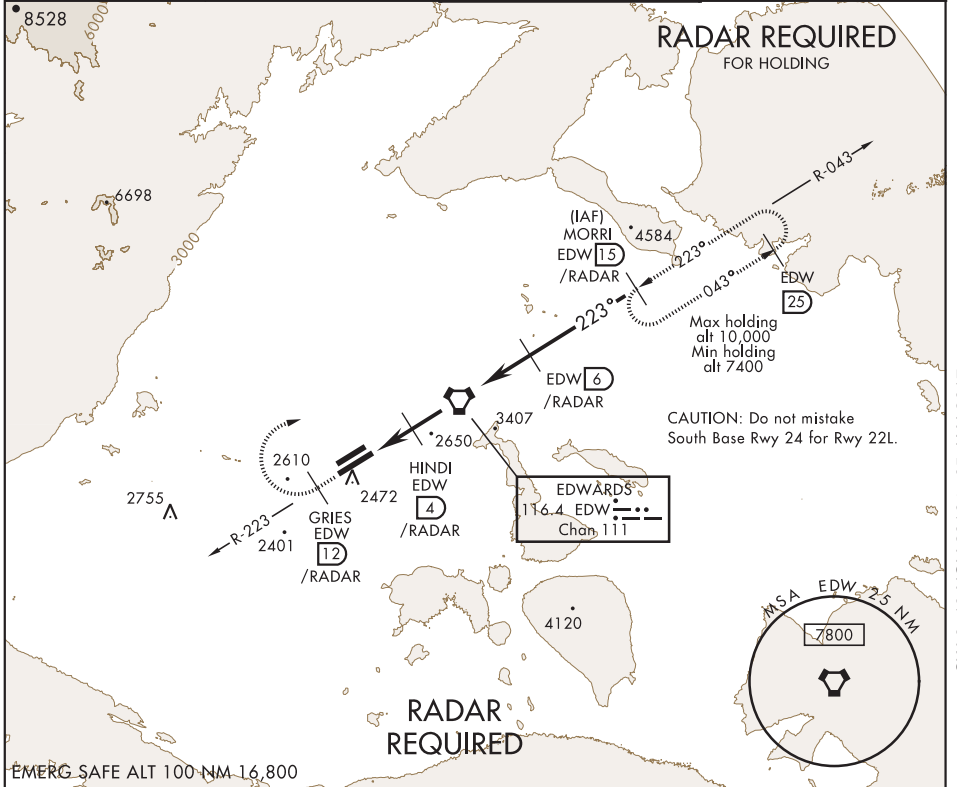 8528
6000
RADAR REQUIRED
FOR HOLDING
R-043
6698
3000
(IAF)
MORRI
EDW 15
/RADAR
4584
223°
043°
EDW
25
223°
Max holding
alt 10,000
Min holding
alt 7400
EDW 6
/RADAR
CAUTION: Do not mistake
South Base Rwy 24 for Rwy 22L.
3407
2650
2610
HINDI
EDW
4
/RADAR
2472
2755
EDWARDS
116.4 EDW
Chan 111
GRIES
EDW
12
/RADAR
R-223
2401
4120
MSA EDW 25 NM
7800
RADAR
REQUIRED
EMERG SAFE ALT 100 NM 16,800